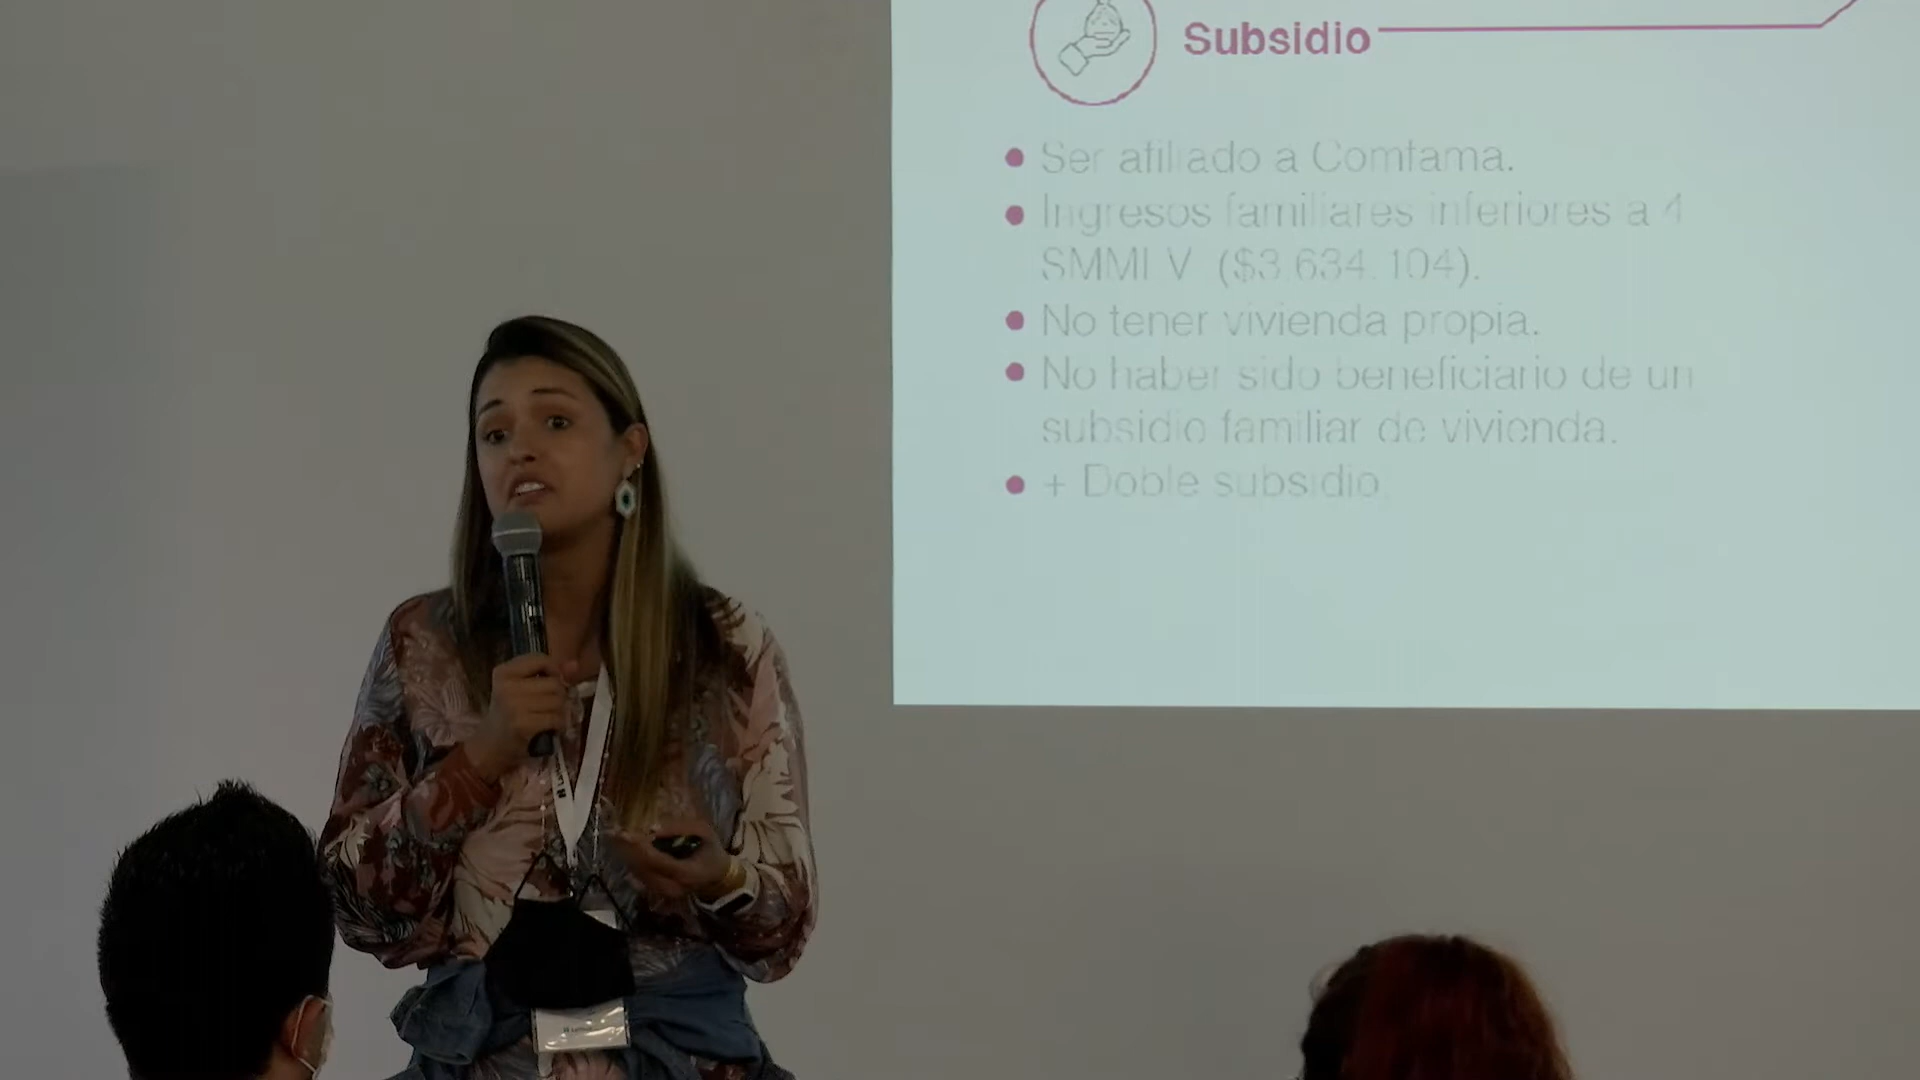 Subsidio
Ser afiliado a Comfama.
Ingresos familiares inferiores a 4
SMMLV ($3.634.104).
No tener vivienda propia.
No haber sido beneficiario de un
subsidio familiar de vivienda.
+ Doble subsidio